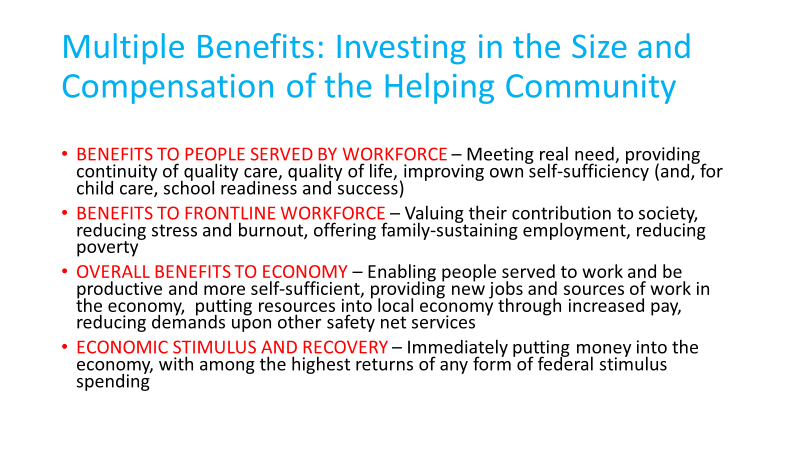 Multiple Benefits: Investing in the Size and
Compensation of the Helping Community
• BENEFITS TO PEOPLE SERVED BY WORKFORCE – Meeting real need, providing
continuity of quality care, quality of life, improving own self-sufficiency (and, for
child care, school readiness and success)
• BENEFITS TO FRONTLINE WORKFORCE – Valuing their contribution to society,
reducing stress and burnout, offering family-sustaining employment, reducing
poverty
• OVERALL BENEFITS TO ECONOMY – Enabling people served to work and be
productive and more self-sufficient, providing new jobs and sources of work in
the economy,  putting resources into local economy through increased pay,
reducing demands upon other safety net services
• ECONOMIC STIMULUS AND RECOVERY – Immediately putting money into the
economy, with among the highest returns of any form of federal stimulus
spending